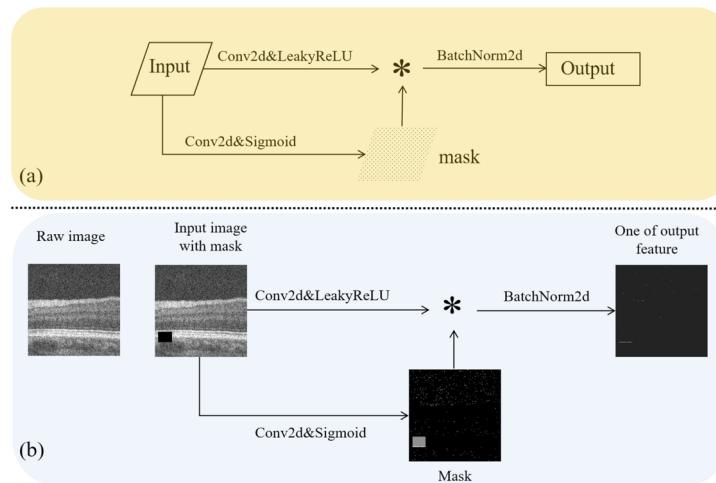 Input
Conv2d&LeakyReLU
*
BatchNorm2d
Output
Conv2d&Sigmoid
mask
(a)
Raw image
Input image
with mask
One of output
feature
Conv2d&LeakyReLU
*
BatchNorm2d
Conv2d&Sigmoid
Mask
(b)